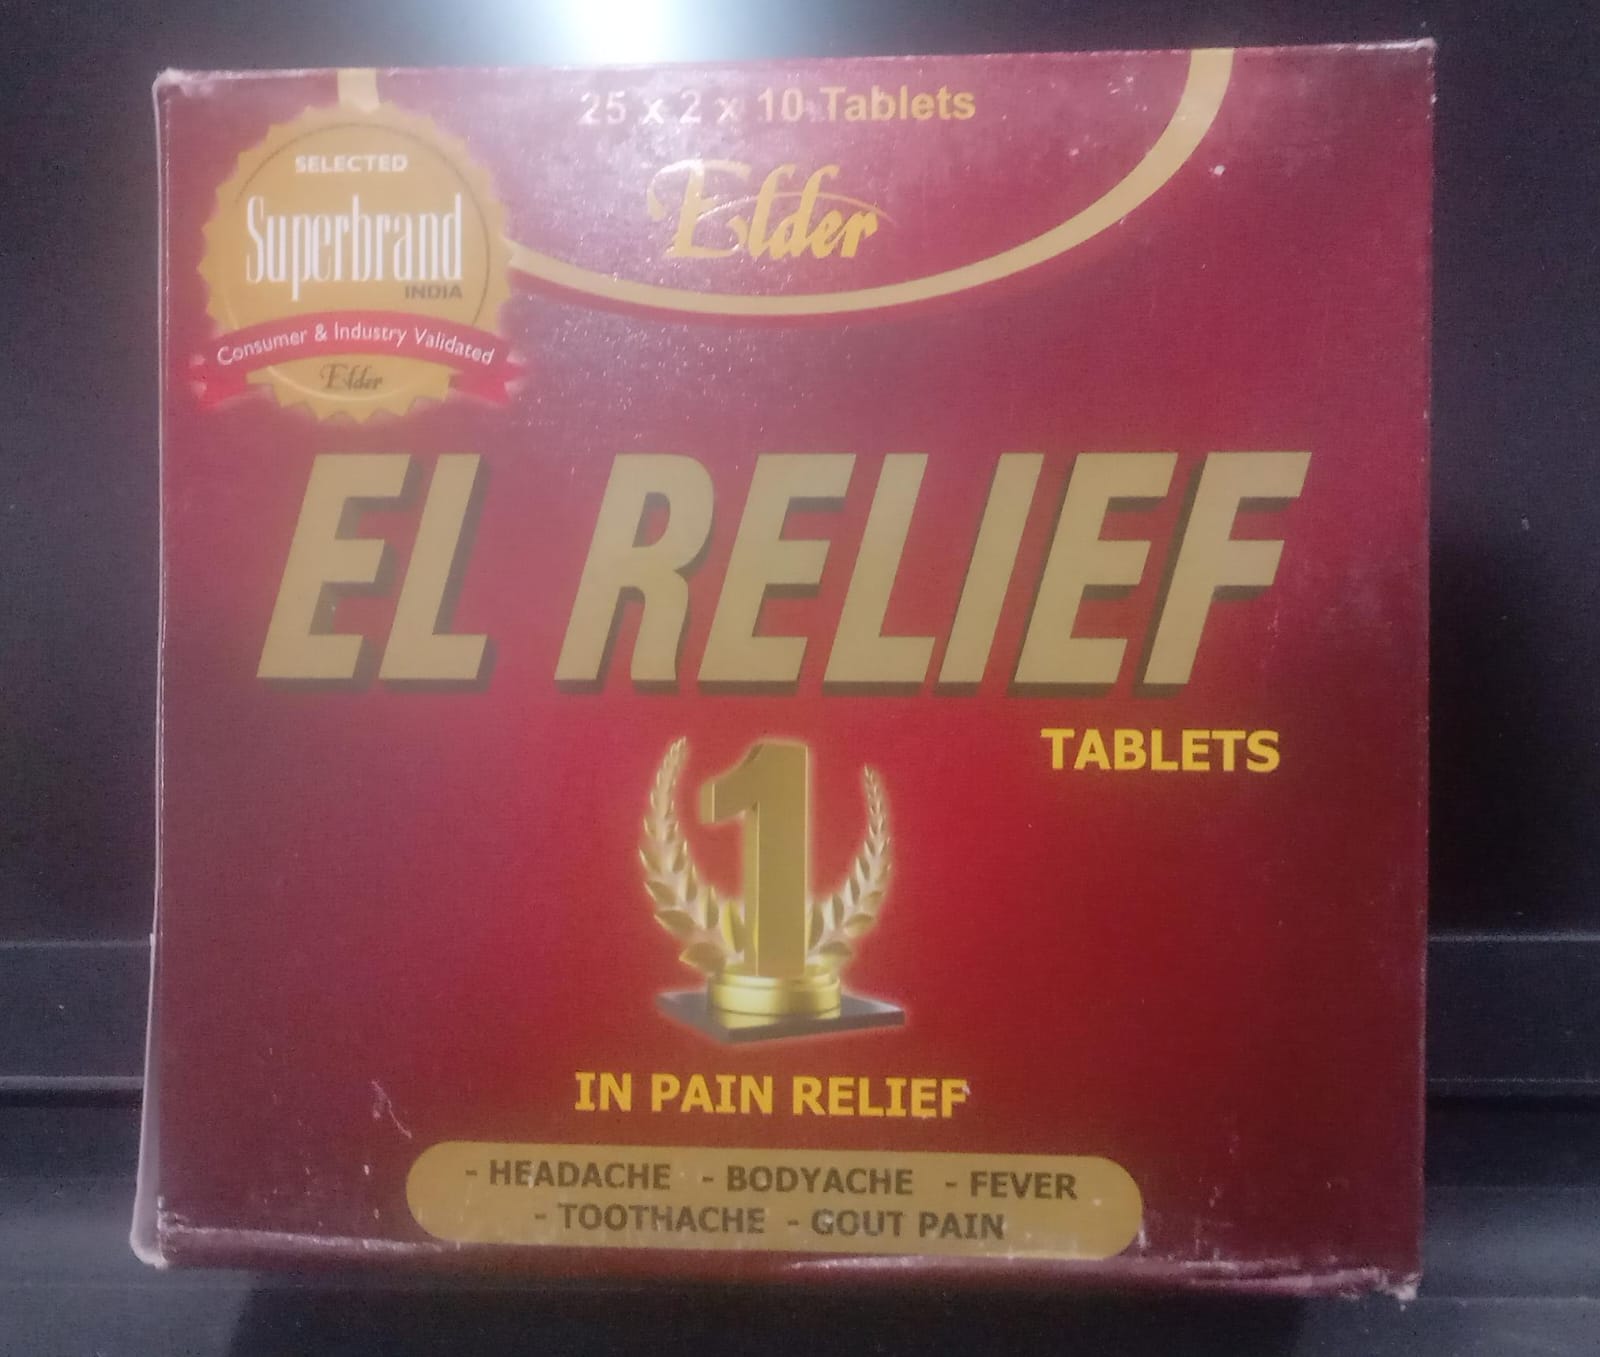 25 x 2 x 10 Tablets
Elder
SELECTED
Superbrand
INDIA
Consumer & Industry Validated
Elder
EL RELIEF
TABLETS
1
IN PAIN RELIEF
- HEADACHE - BODYACHE - FEVER
- TOOTHACHE - GOUT PAIN